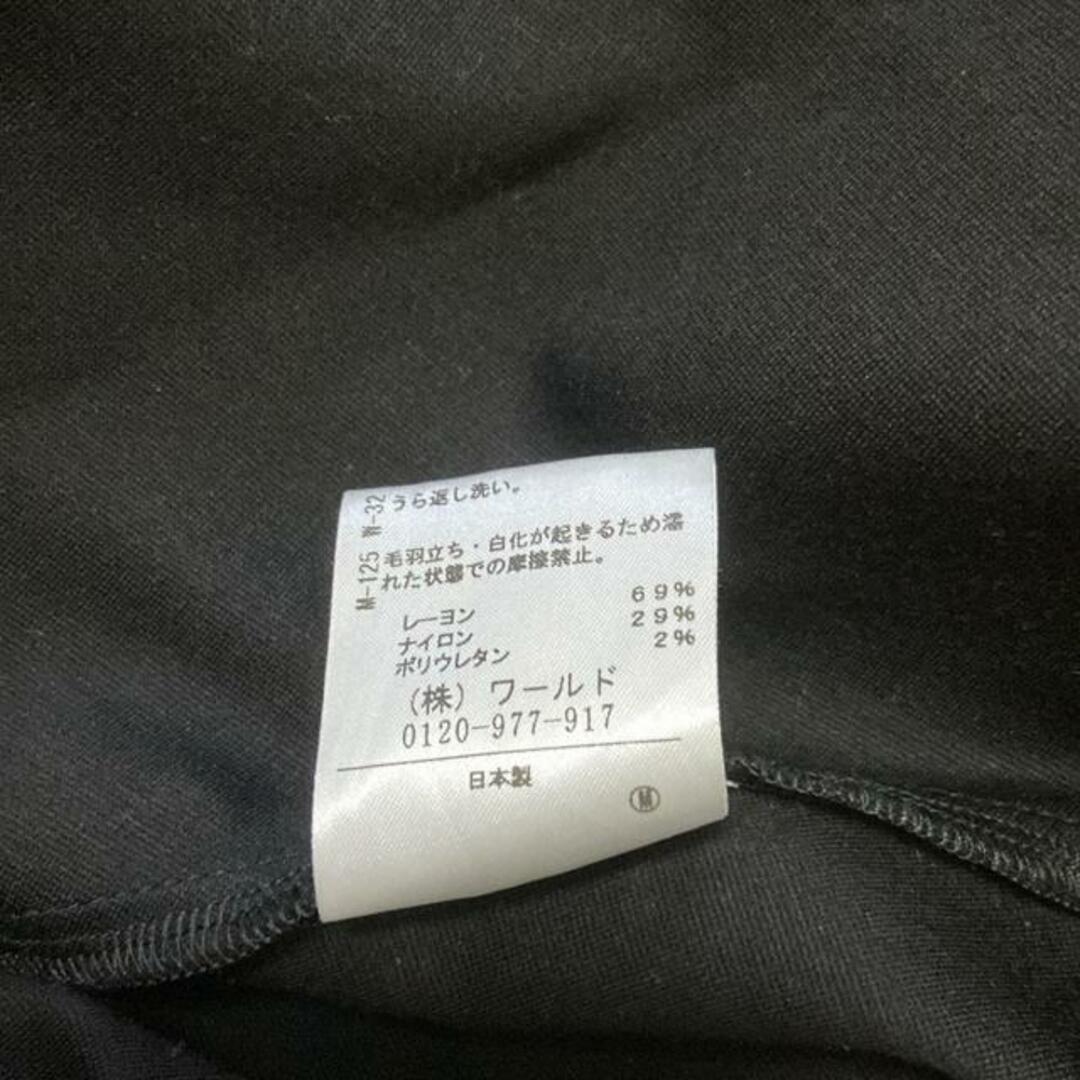 M-125 W-32
うら返し洗い。
毛羽立ち・白化が起きるため濡
れた状態での摩擦禁止。
レーヨン 69%
ナイロン 29%
ポリウレタン 2%
(株) ワールド
0120-977-917
日本製
Ⓜ